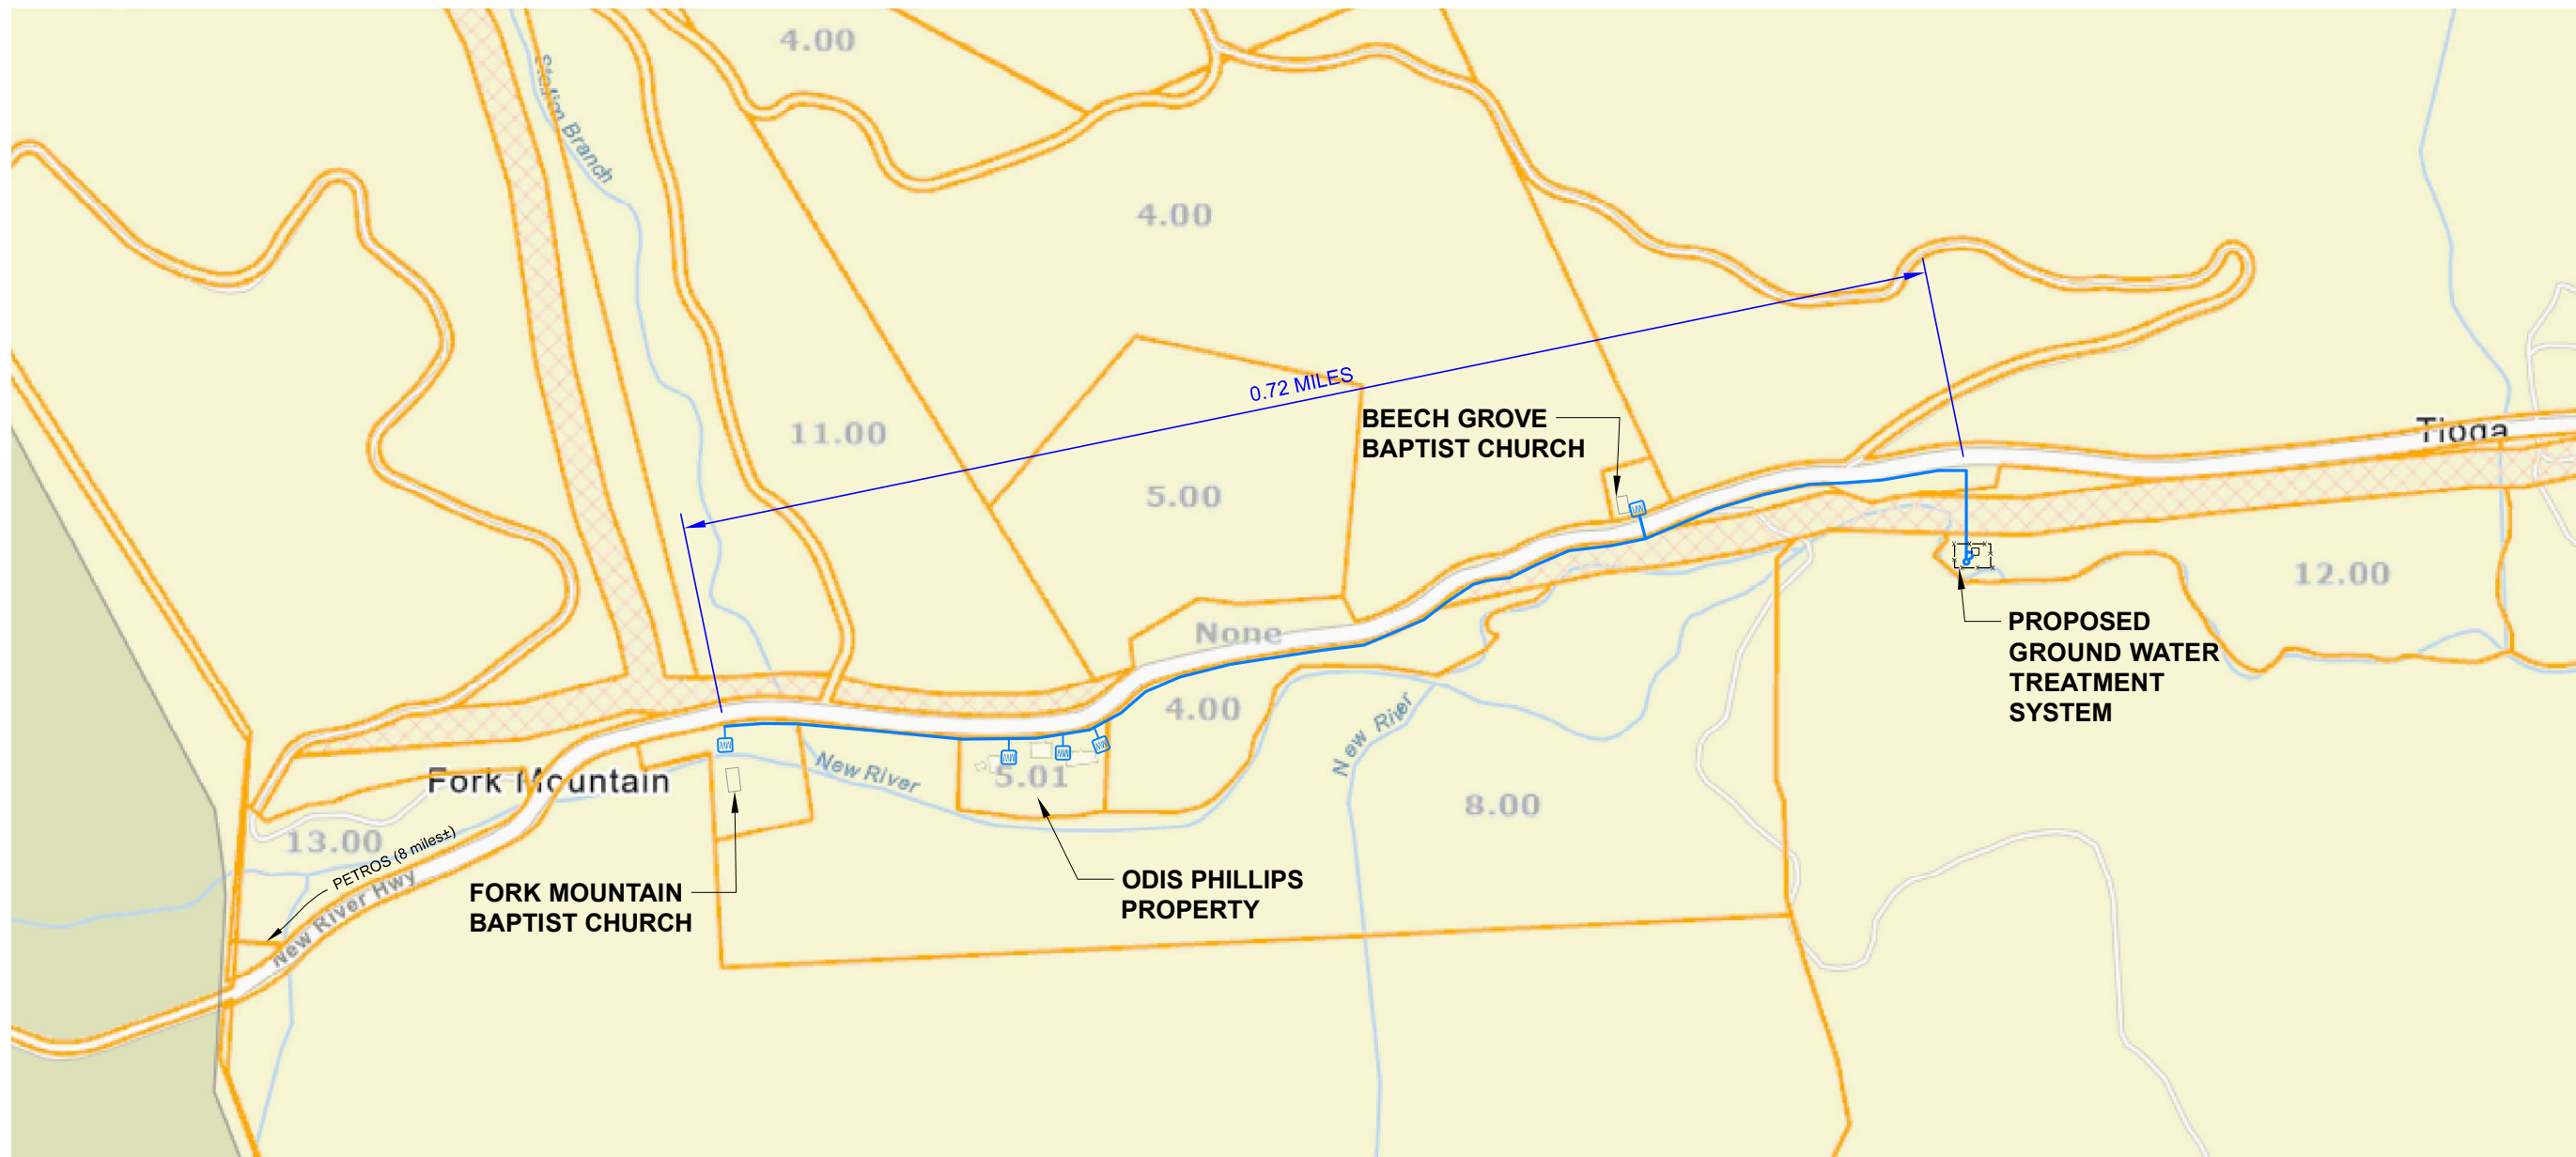 4.00
Stallion Branch
4.00
0.72 MILES
BEECH GROVE
BAPTIST CHURCH
Tioga
11.00
5.00
12.00
PROPOSED
GROUND WATER
TREATMENT
SYSTEM
None
4.00
New River
New River
5.01
8.00
Fork Mountain
13.00
PETROS (8 miles±)
New River Hwy
FORK MOUNTAIN
BAPTIST CHURCH
ODIS PHILLIPS
PROPERTY